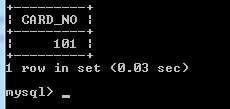 +---------+
| CARD_NO |
+---------+
|     101 |
+---------+
1 row in set (0.03 sec)
mysql> _